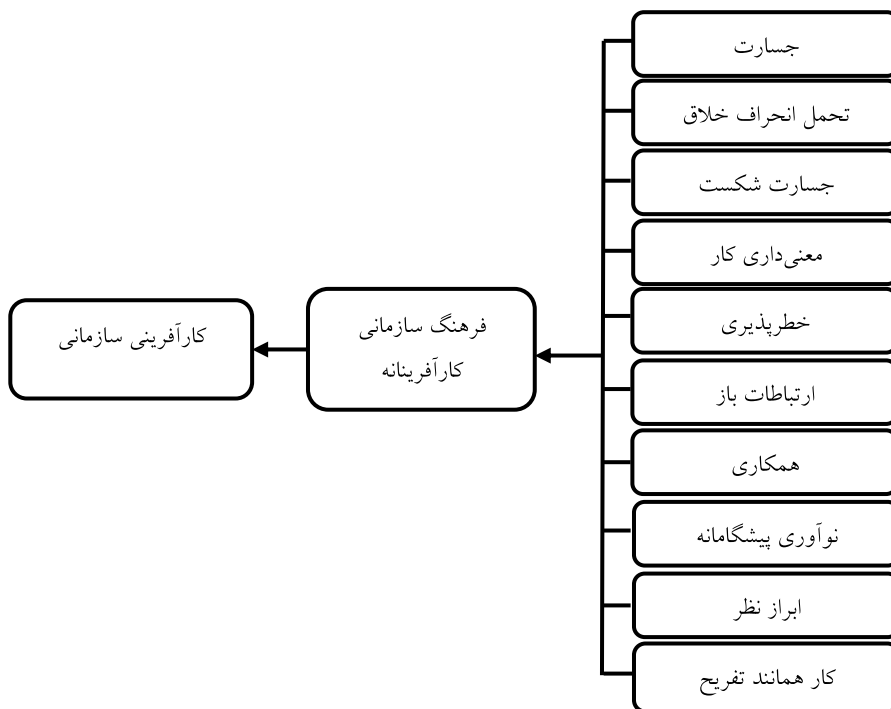 جسارت
تحمل انحراف خلاق
جسارت شکست
معنی‌داری کار
خطرپذیری
ارتباطات باز
همکاری
نوآوری پیشگامانه
ابراز نظر
کار همانند تفریح
فرهنگ سازمانی
کارآفرینانه
کارآفرینی سازمانی